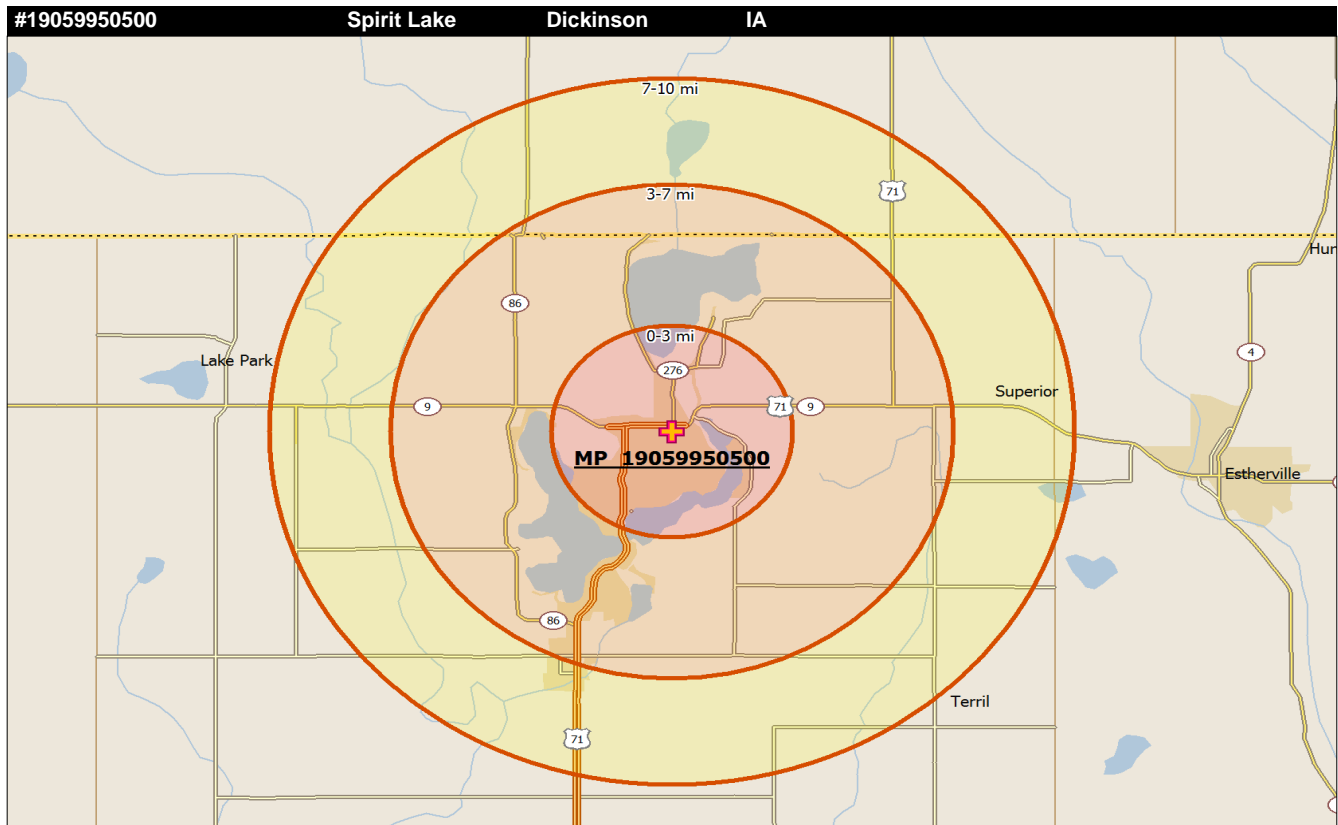 #19059950500 Spirit Lake Dickinson IA
7-10 mi
3-7 mi
71
Hur
86
0-3 mi
4
Lake Park
276
Superior
9
71
9
MP 19059950500
Estherville
86
Terril
71